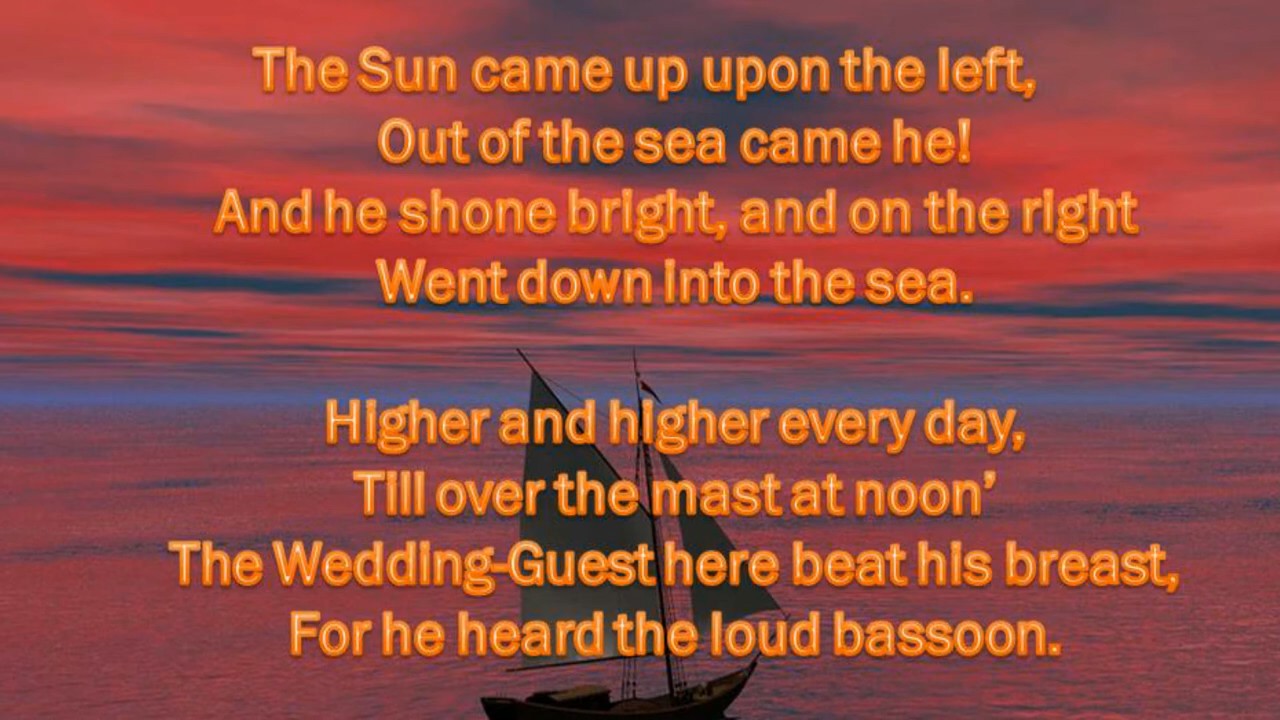 The Sun came up upon the left,
Out of the sea came he!
And he shone bright, and on the right
Went down into the sea.
Higher and higher every day,
Till over the mast at noon’
The Wedding-Guest here beat his breast,
For he heard the loud bassoon.